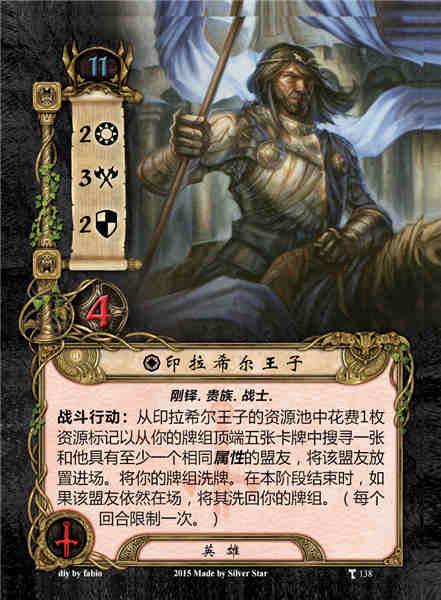 11
2
3
2
4
印拉希尔王子
刚铎. 贵族. 战士.
战斗行动：从印拉希尔王子的资源池中花费1枚
资源标记以从你的牌组顶端五张卡牌中搜寻一张
和他具有至少一个相同属性的盟友，将该盟友放
置进场。将你的牌组洗牌。在本阶段结束时，如
果该盟友依然在场，将其洗回你的牌组。（每个
回合限制一次。）
英雄
diy by fabio 2015 Made by Silver Star 138